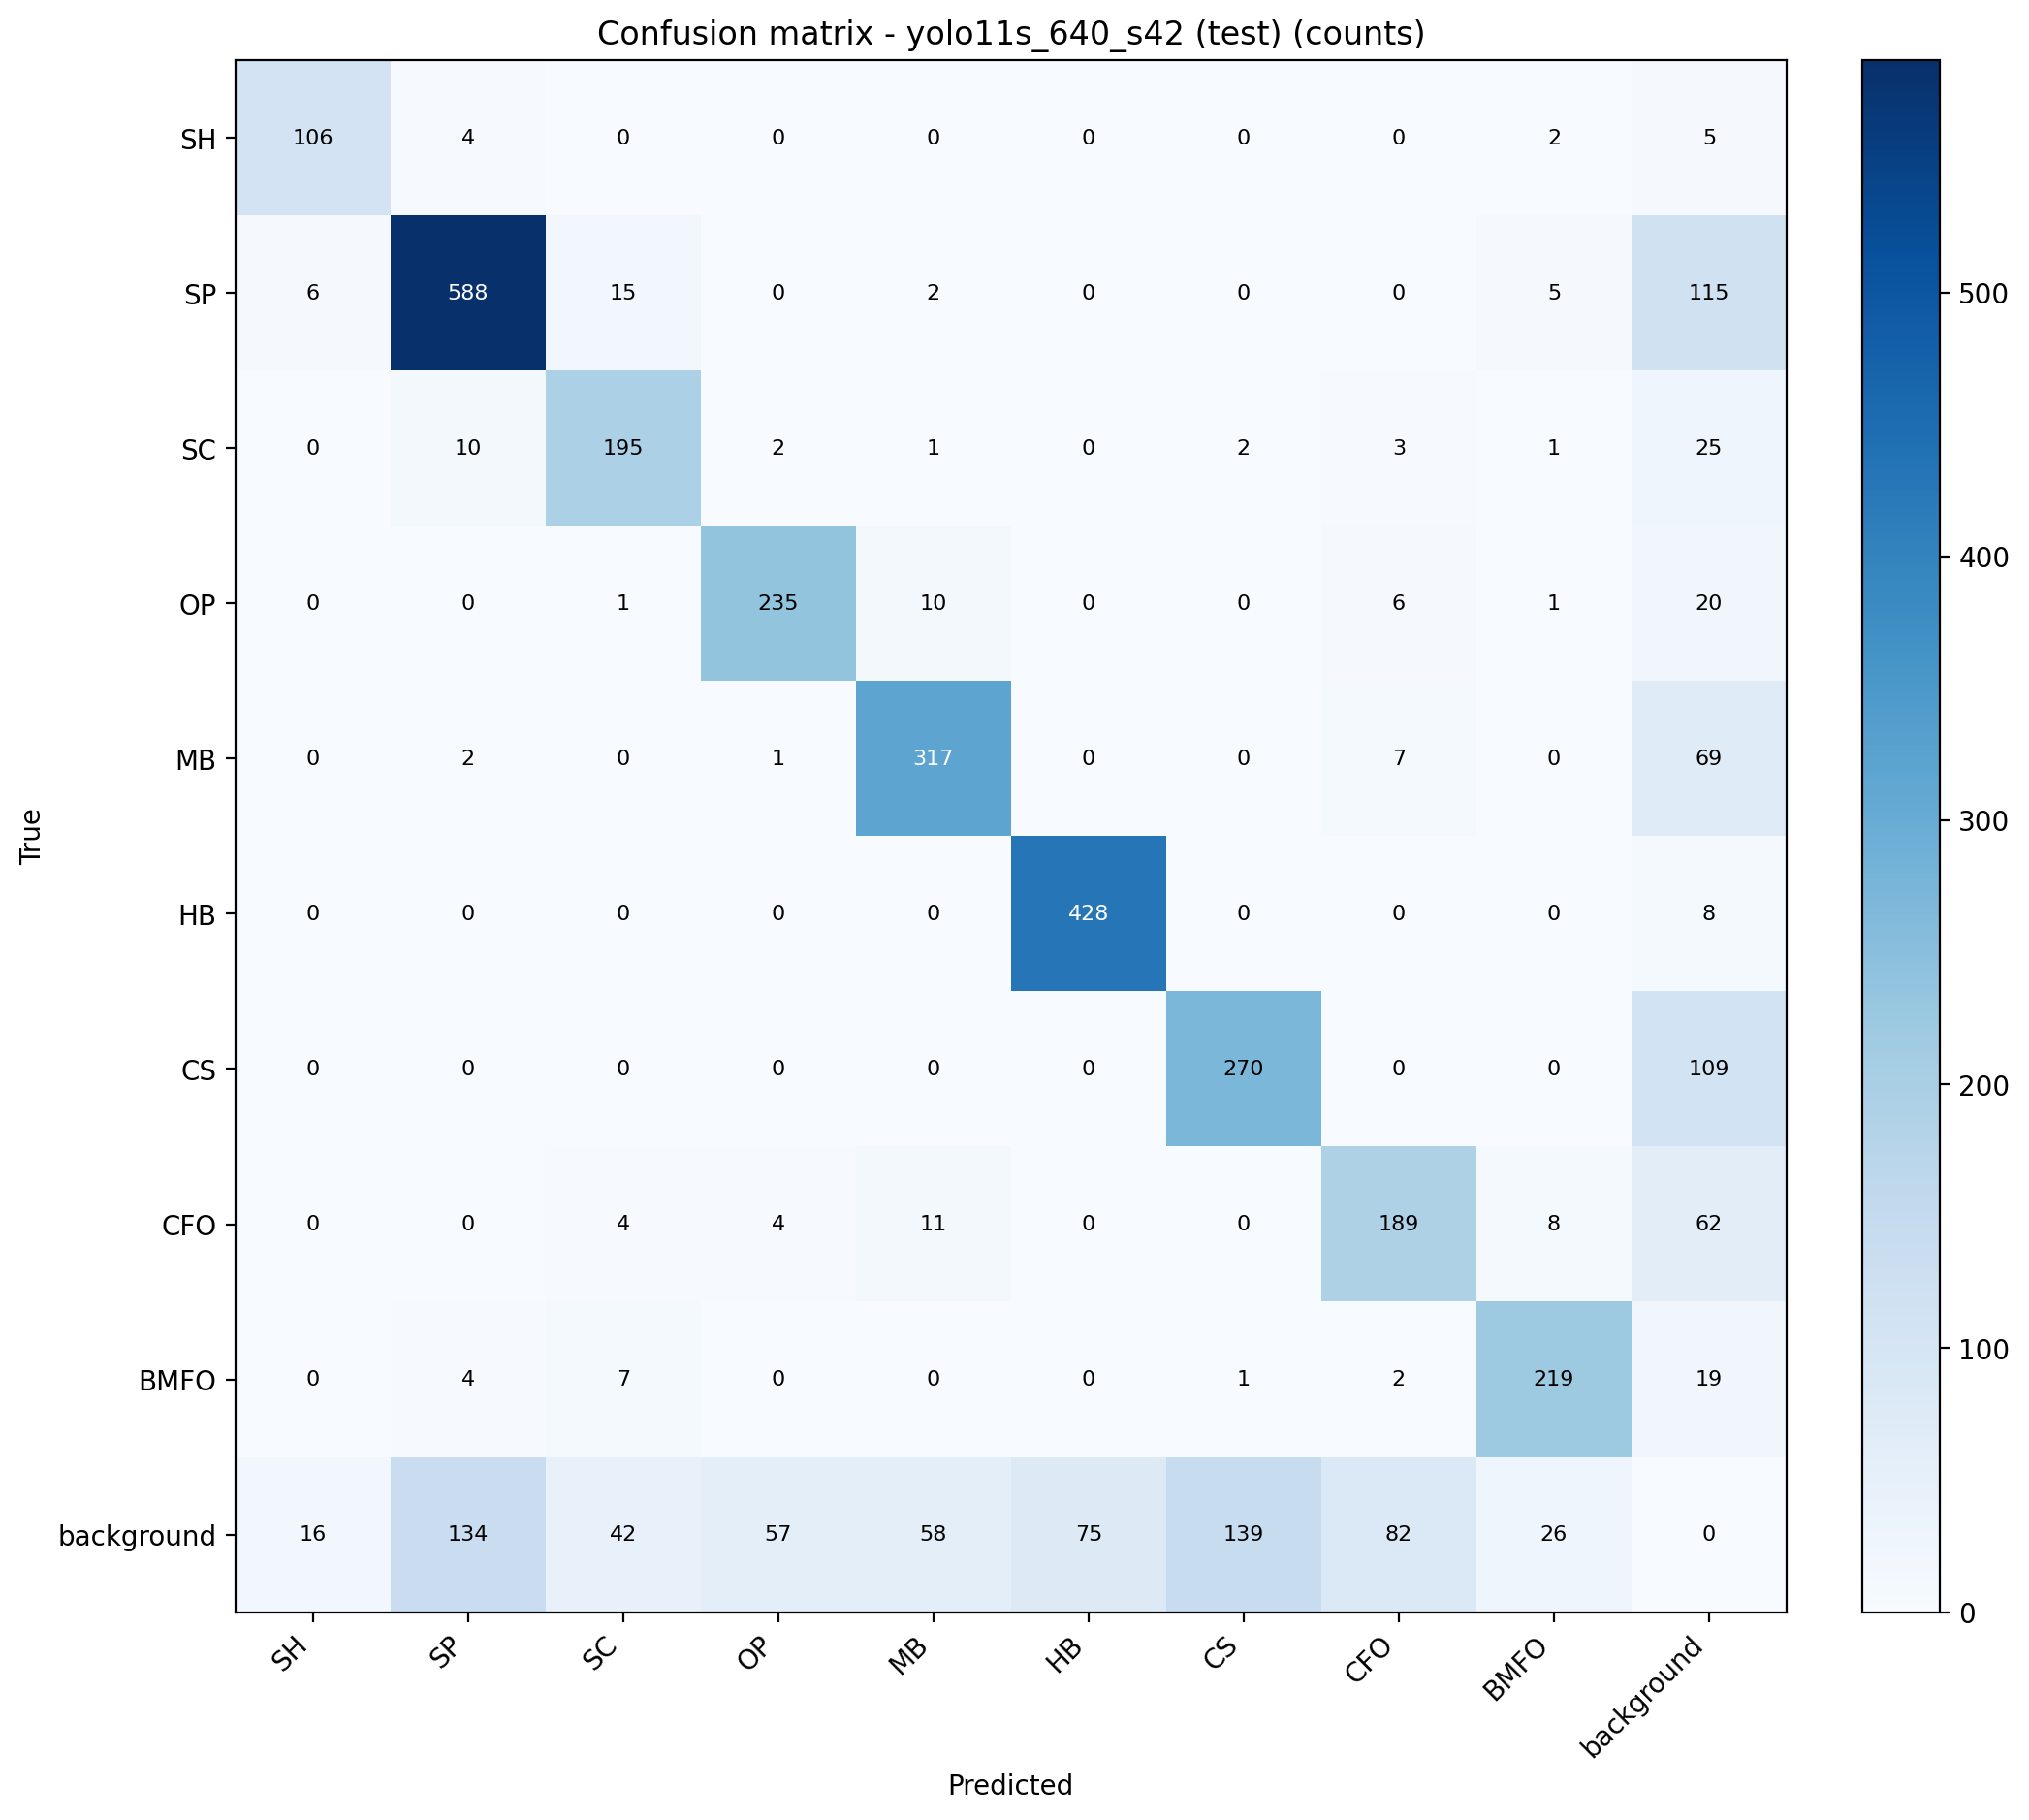 Confusion matrix - yolo11s_640_s42 (test) (counts)
SH 106 4 0 0 0 0 0 0 2 5
SP 6 588 15 0 2 0 0 0 5 115
SC 0 10 195 2 1 0 2 3 1 25
OP 0 0 1 235 10 0 0 6 1 20
MB 0 2 0 1 317 0 0 7 0 69
HB 0 0 0 0 0 428 0 0 0 8
CS 0 0 0 0 0 0 270 0 0 109
CFO 0 0 4 4 11 0 0 189 8 62
BMFO 0 4 7 0 0 0 1 2 219 19
background 16 134 42 57 58 75 139 82 26 0
SH SP SC OP MB HB CS CFO BMFO background
Predicted
True
500
400
300
200
100
0